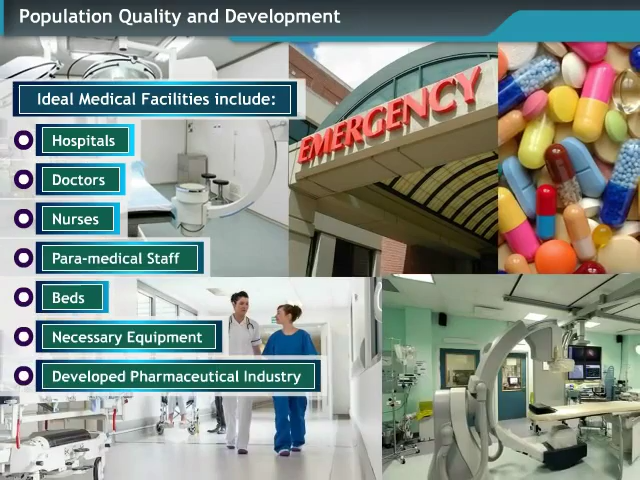 Population Quality and Development
Ideal Medical Facilities include:
EMERGENCY
Hospitals
Doctors
Nurses
Para-medical Staff
Beds
Necessary Equipment
Developed Pharmaceutical Industry